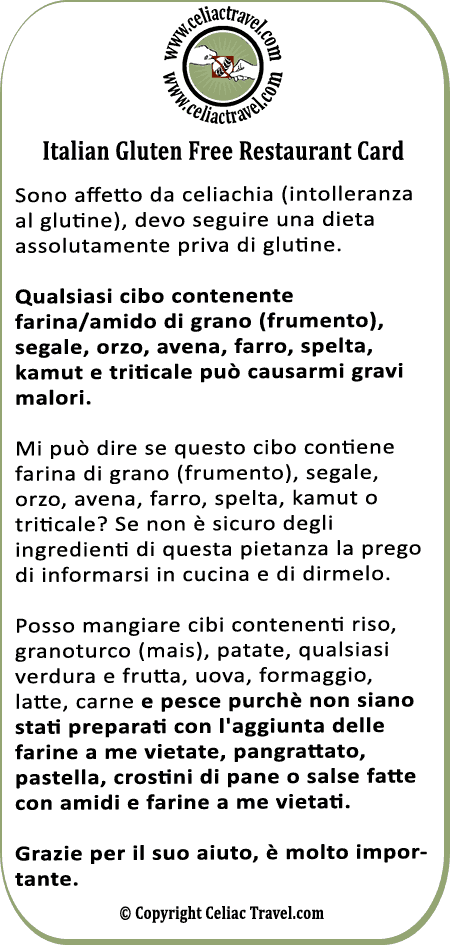 www.celiactravel.com
www.celiactravel.com
Italian Gluten Free Restaurant Card
Sono affetto da celiachia (intolleranza
al glutine), devo seguire una dieta
assolutamente priva di glutine.
Qualsiasi cibo contenente
farina/amido di grano (frumento),
segale, orzo, avena, farro, spelta,
kamut e triticale può causarmi gravi
malori.
Mi può dire se questo cibo contiene
farina di grano (frumento), segale,
orzo, avena, farro, spelta, kamut o
triticale? Se non è sicuro degli
ingredienti di questa pietanza la prego
di informarsi in cucina e di dirmelo.
Posso mangiare cibi contenenti riso,
granoturco (mais), patate, qualsiasi
verdura e frutta, uova, formaggio,
latte, carne e pesce purchè non siano
stati preparati con l'aggiunta delle
farine a me vietate, pangrattato,
pastella, crostini di pane o salse fatte
con amidi e farine a me vietati.
Grazie per il suo aiuto, è molto impor-
tante.
© Copyright Celiac Travel.com